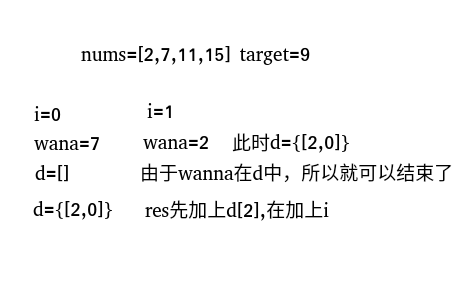 nums=[2,7,11,15] target=9
i=0
wana=7
d=[]
d={[2,0]}
i=1
wana=2 此时d={[2,0]}
由于wanna在d中，所以就可以结束了
res先加上d[2],在加上i